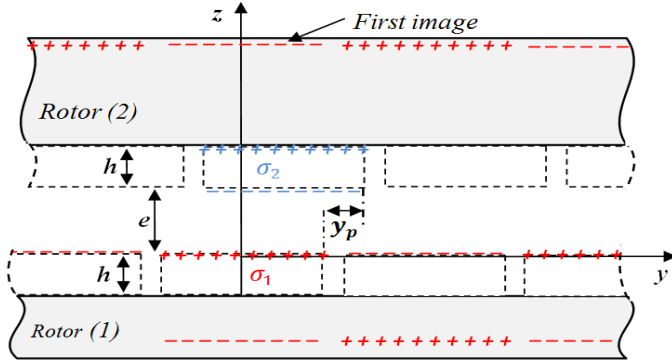 z
First image
Rotor (2)
h
σ₂
e
yₚ
h
σ₁
y
Rotor (1)